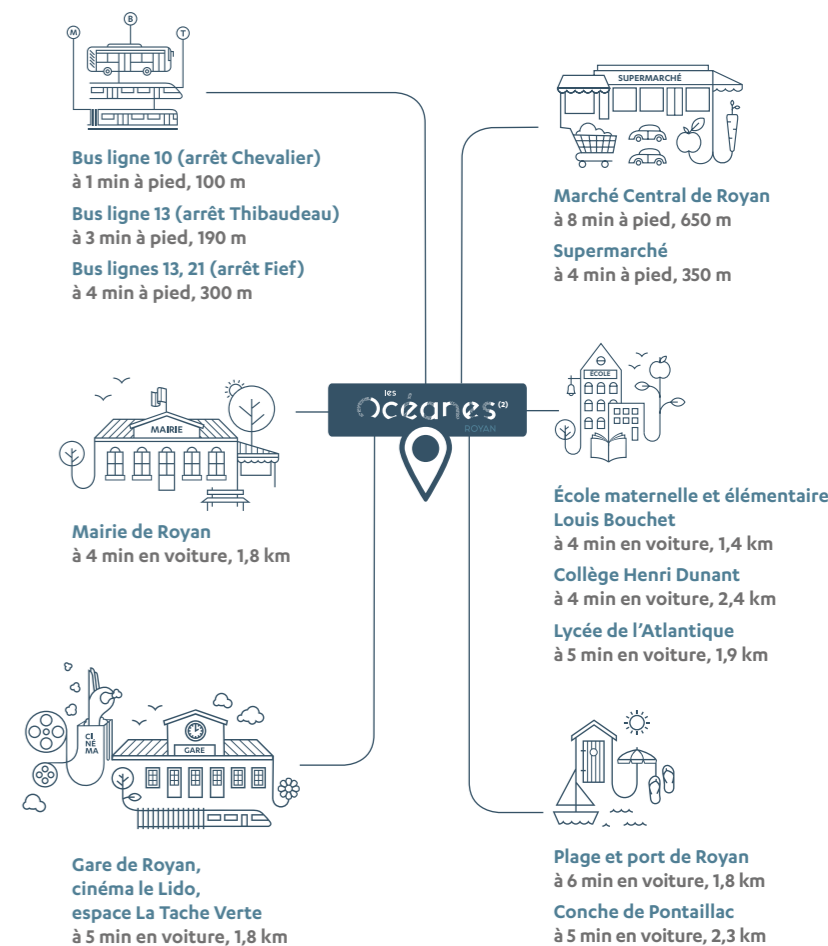 M
B
T
Bus ligne 10 (arrêt Chevalier)
à 1 min à pied, 100 m
Bus ligne 13 (arrêt Thibaudeau)
à 3 min à pied, 190 m
Bus lignes 13, 21 (arrêt Fief)
à 4 min à pied, 300 m
SUPERMARCHÉ
Marché Central de Royan
à 8 min à pied, 650 m
Supermarché
à 4 min à pied, 350 m
les
Océanes(2)
ROYAN
MAIRIE
Mairie de Royan
à 4 min en voiture, 1,8 km
ÉCOLE
École maternelle et élémentaire
Louis Bouchet
à 4 min en voiture, 1,4 km
Collège Henri Dunant
à 4 min en voiture, 2,4 km
Lycée de l’Atlantique
à 5 min en voiture, 1,9 km
CI
NÉ
MA
GARE
Gare de Royan,
cinéma le Lido,
espace La Tache Verte
à 5 min en voiture, 1,8 km
Plage et port de Royan
à 6 min en voiture, 1,8 km
Conche de Pontaillac
à 5 min en voiture, 2,3 km